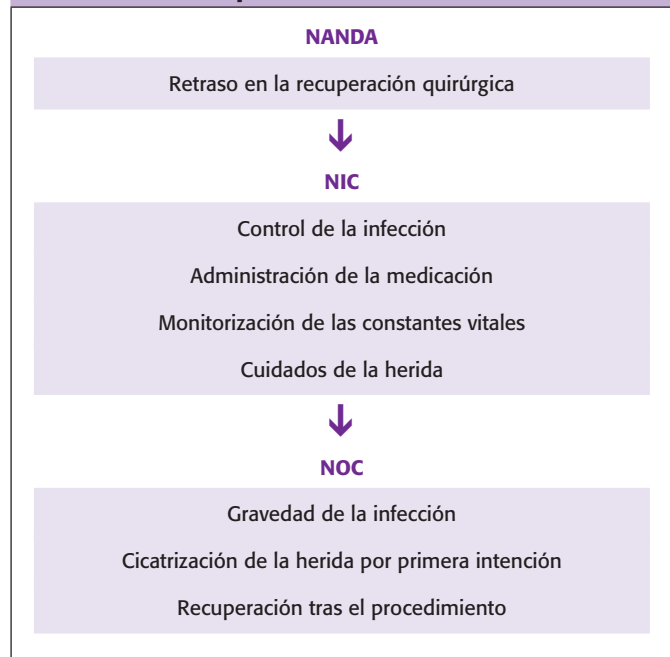 NANDA
Retraso en la recuperación quirúrgica
NIC
Control de la infección
Administración de la medicación
Monitorización de las constantes vitales
Cuidados de la herida
NOC
Gravedad de la infección
Cicatrización de la herida por primera intención
Recuperación tras el procedimiento